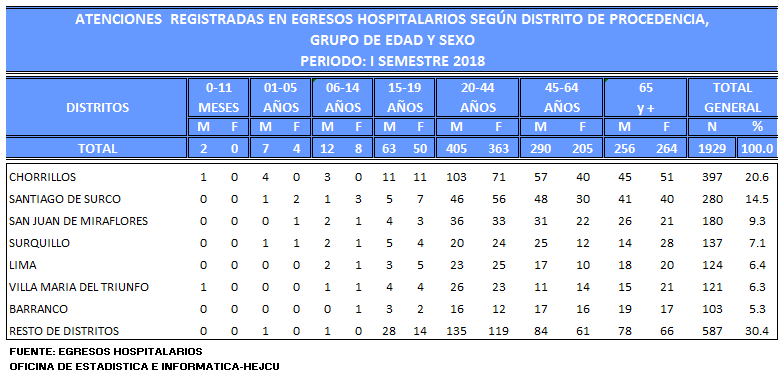 ATENCIONES REGISTRADAS EN EGRESOS HOSPITALARIOS SEGÚN DISTRITO DE PROCEDENCIA,
GRUPO DE EDAD Y SEXO
PERIODO: I SEMESTRE 2018
DISTRITOS 0-11 MESES 01-05 AÑOS 06-14 AÑOS 15-19 AÑOS 20-44 AÑOS 45-64 AÑOS 65 y + TOTAL GENERAL
M F M F M F M F M F M F M F N %
TOTAL 2 0 7 4 12 8 63 50 405 363 290 205 256 264 1929 100.0
CHORRILLOS 1 0 4 0 3 0 11 11 103 71 57 40 45 51 397 20.6
SANTIAGO DE SURCO 0 0 1 2 1 3 5 7 46 56 48 30 41 40 280 14.5
SAN JUAN DE MIRAFLORES 0 0 0 1 2 1 4 3 36 33 31 22 26 21 180 9.3
SURQUILLO 0 0 1 1 2 1 5 4 20 24 25 12 14 28 137 7.1
LIMA 0 0 0 0 2 1 3 5 23 25 17 10 18 20 124 6.4
VILLA MARIA DEL TRIUNFO 1 0 0 0 1 1 4 4 26 23 11 14 15 21 121 6.3
BARRANCO 0 0 0 0 0 1 3 2 16 12 17 16 19 17 103 5.3
RESTO DE DISTRITOS 0 0 1 0 1 0 28 14 135 119 84 61 78 66 587 30.4
FUENTE: EGRESOS HOSPITALARIOS
OFICINA DE ESTADISTICA E INFORMATICA-HEJCU